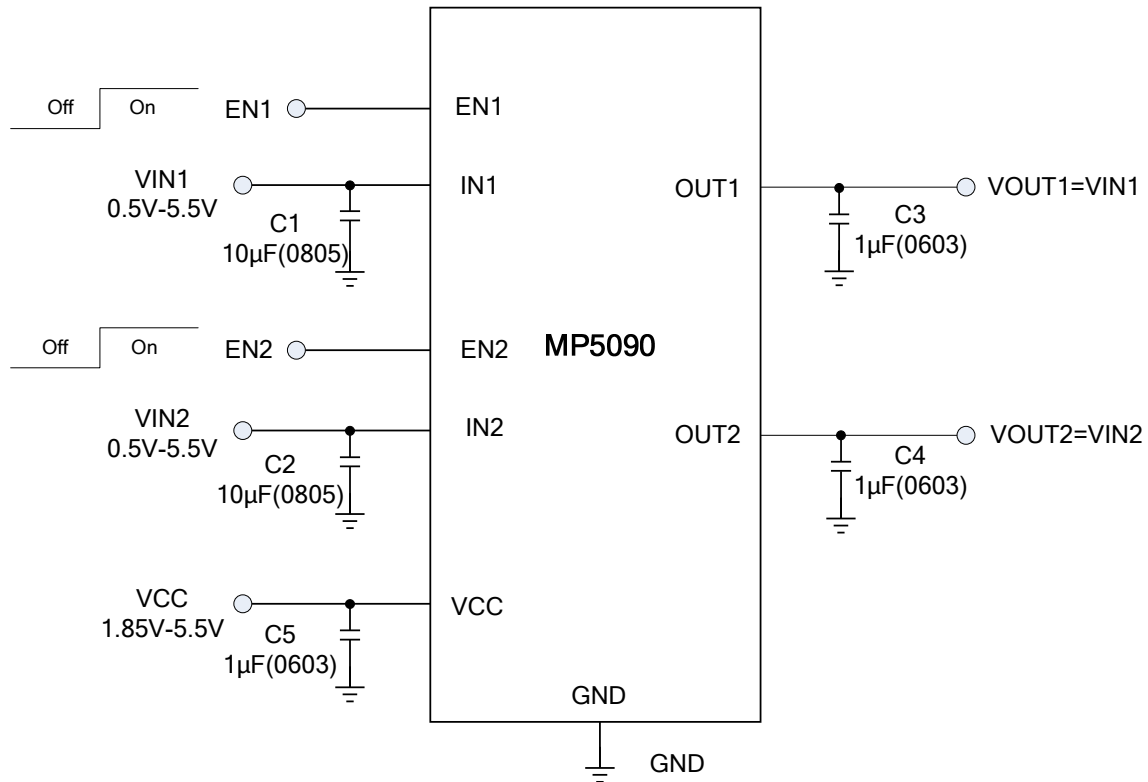 Off On EN1 EN1
VIN1 IN1 OUT1 VOUT1=VIN1
0.5V-5.5V
C1
10µF(0805)
C3
1µF(0603)
Off On EN2 EN2 MP5090
VIN2 IN2 OUT2 VOUT2=VIN2
0.5V-5.5V
C2
10µF(0805)
C4
1µF(0603)
VCC VCC
1.85V-5.5V
C5
1µF(0603)
GND
GND